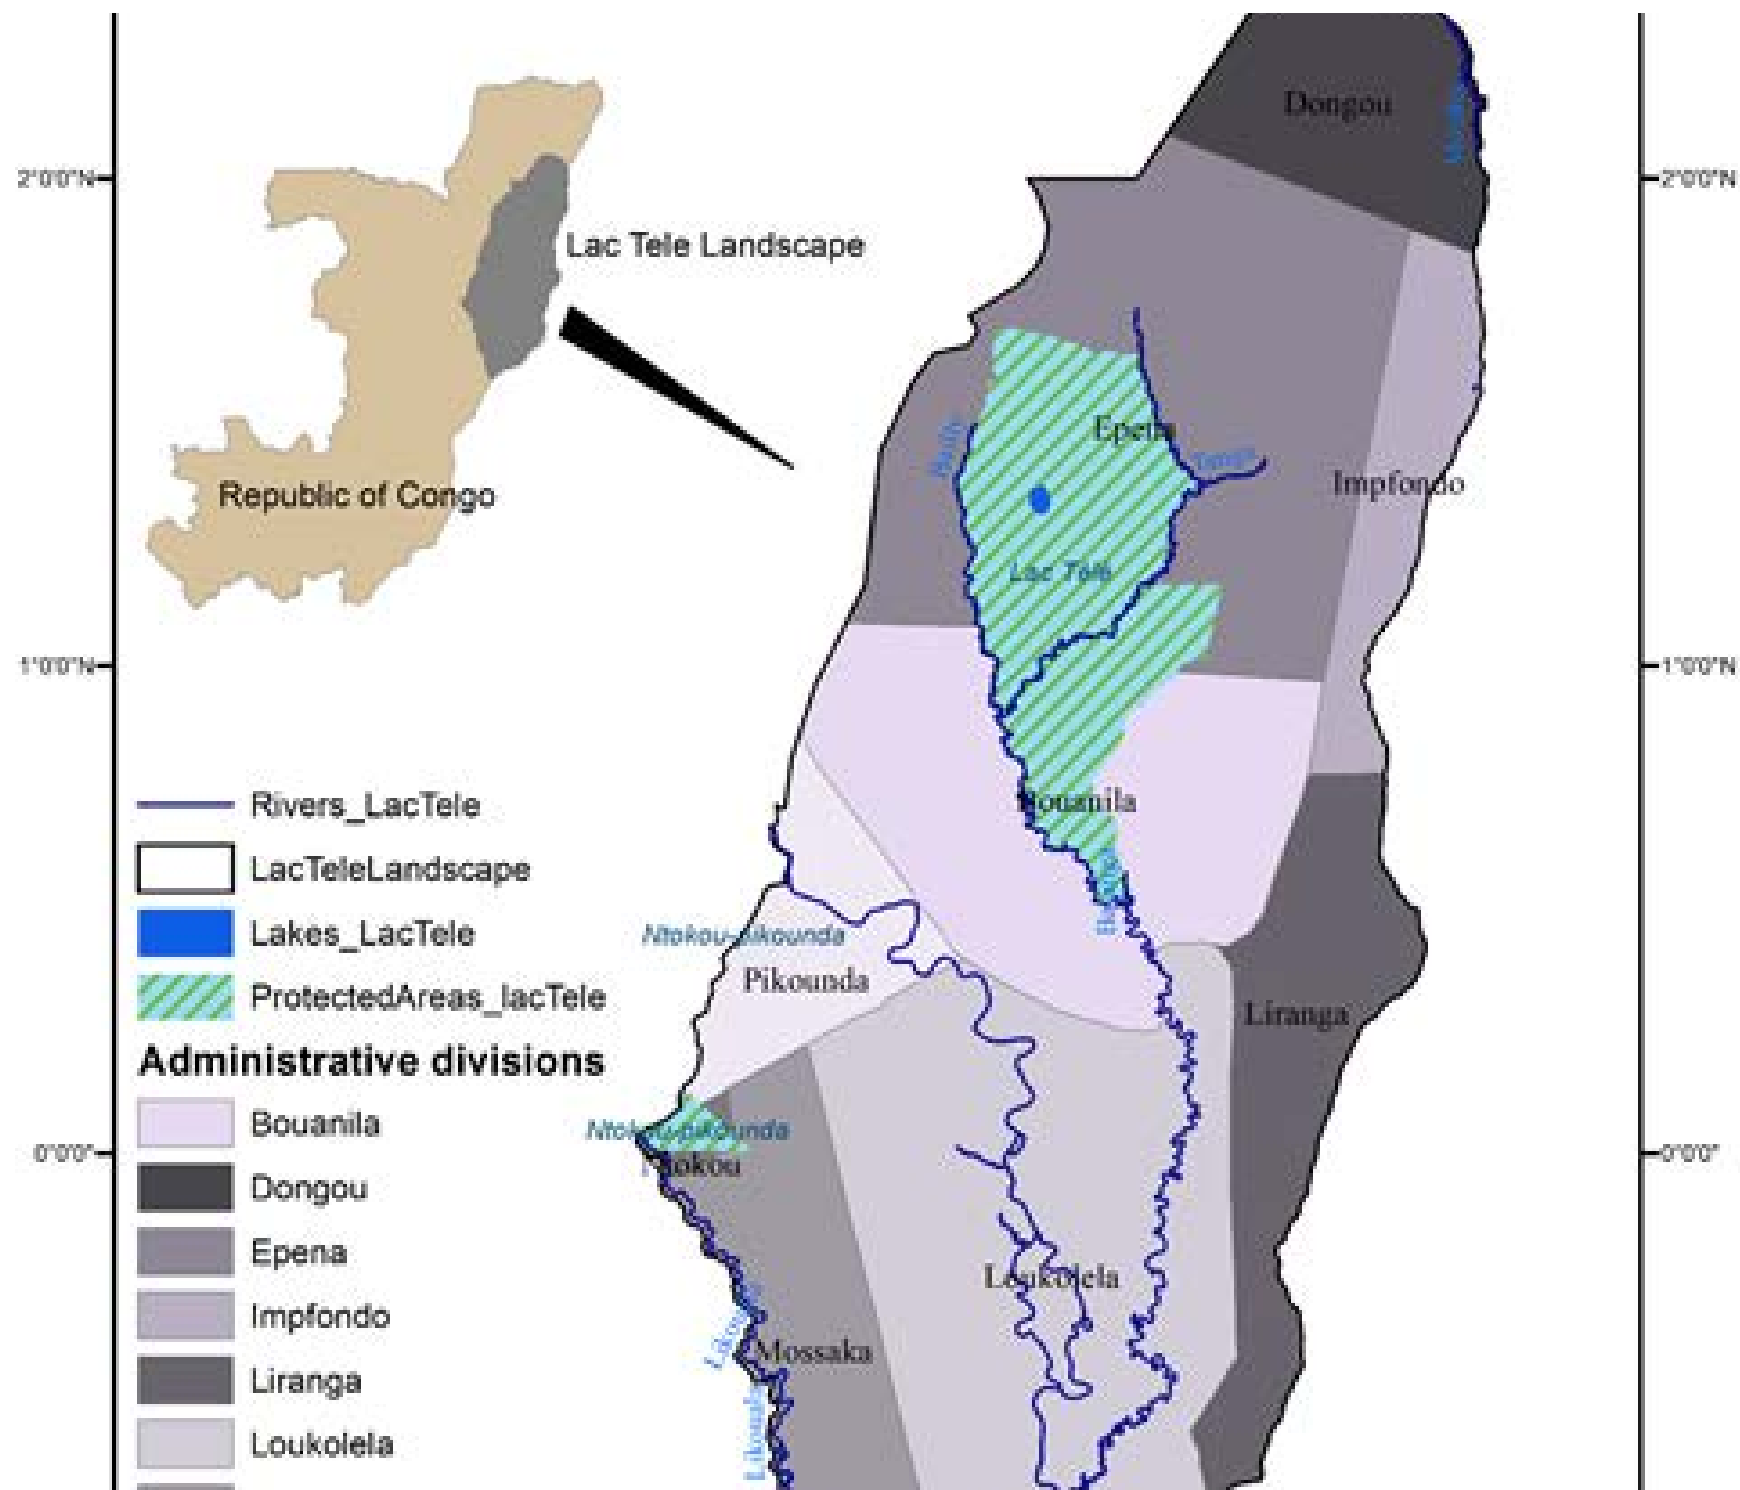 Dongou
2°0'0"N
2°0'0"N
Lac Tele Landscape
Epena
Impfondo
Republic of Congo
Lac Tele
1°0'0"N
1°0'0"N
Rivers_LacTele
Bouanila
LacTeleLandscape
Lakes_LacTele
Ntokou-pikounda
Pikounda
ProtectedAreas_lacTele
Liranga
Administrative divisions
Bouanila
Ntokou-pikounda
0°0'0"
0°0'0"
Ntokou
Dongou
Epena
Loukolela
Impfondo
Mossaka
Liranga
Likouala
Loukolela